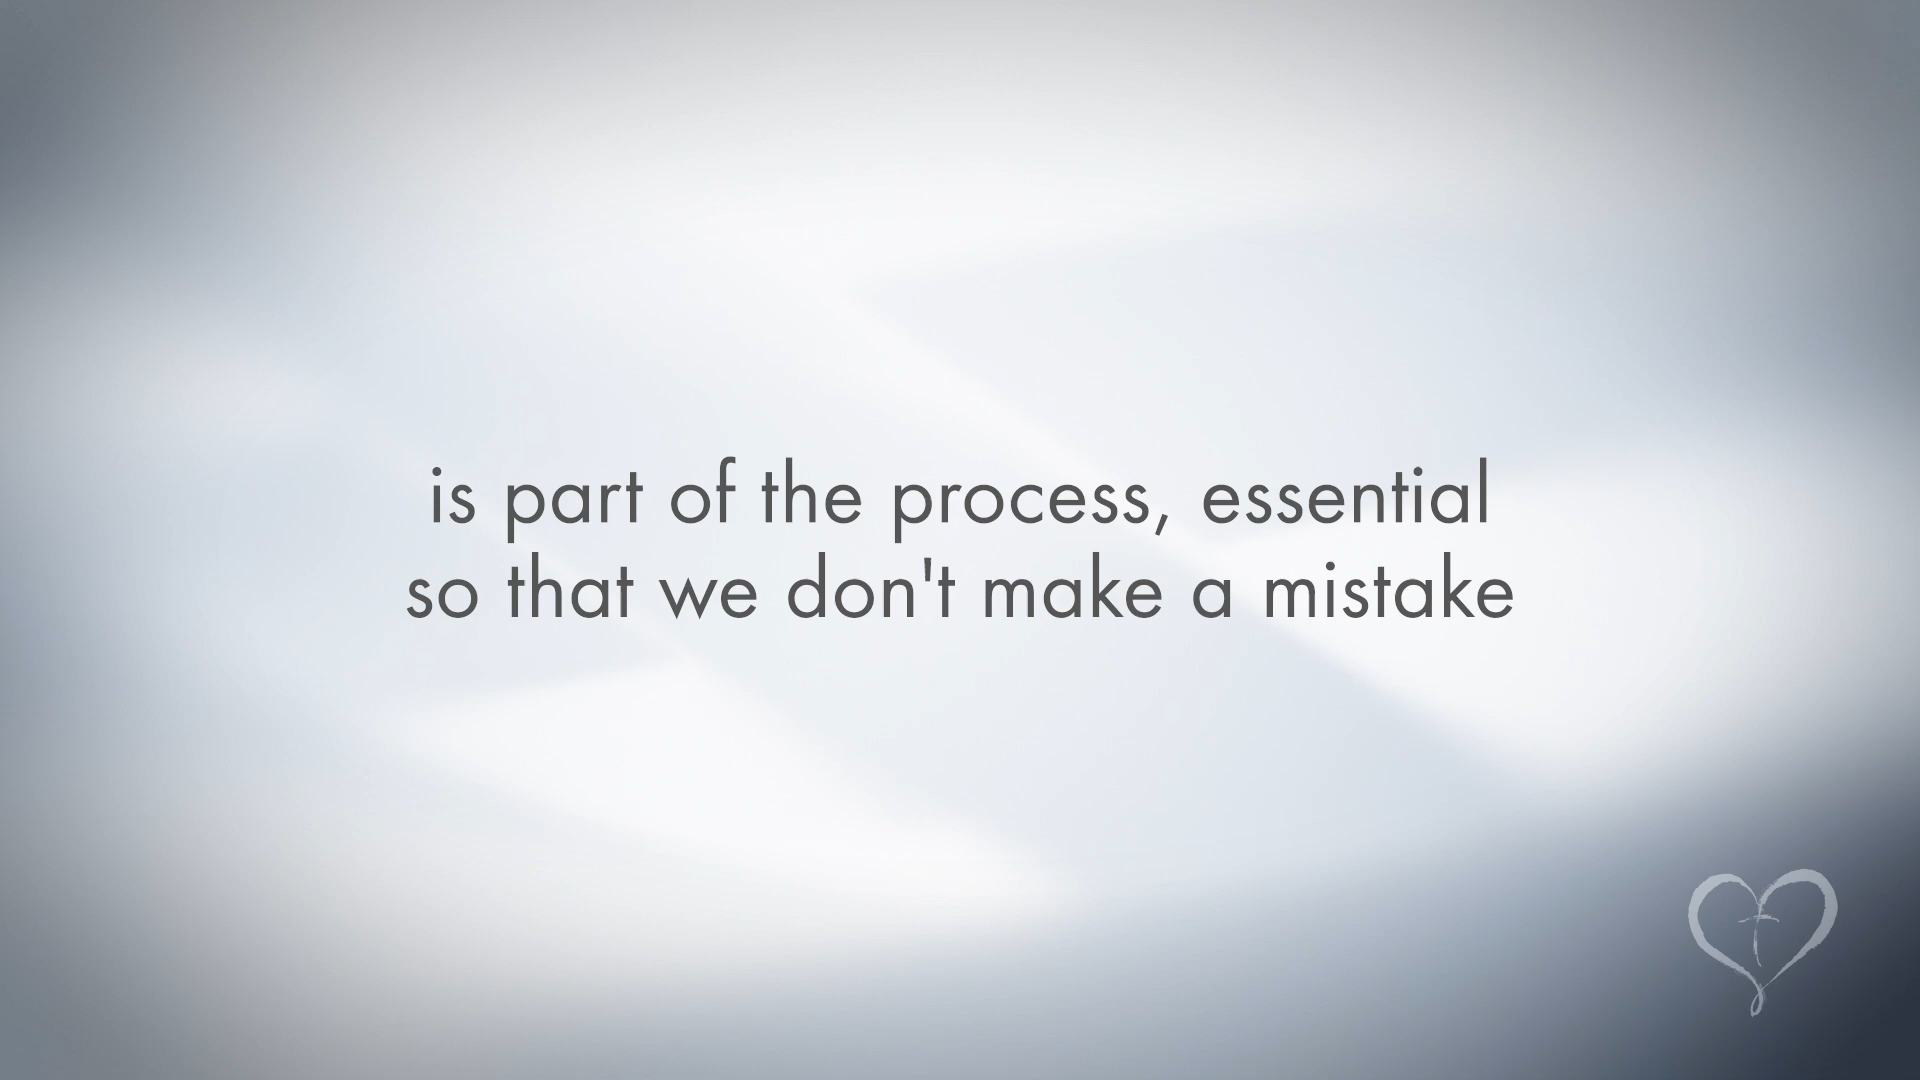 is part of the process, essential
so that we don't make a mistake